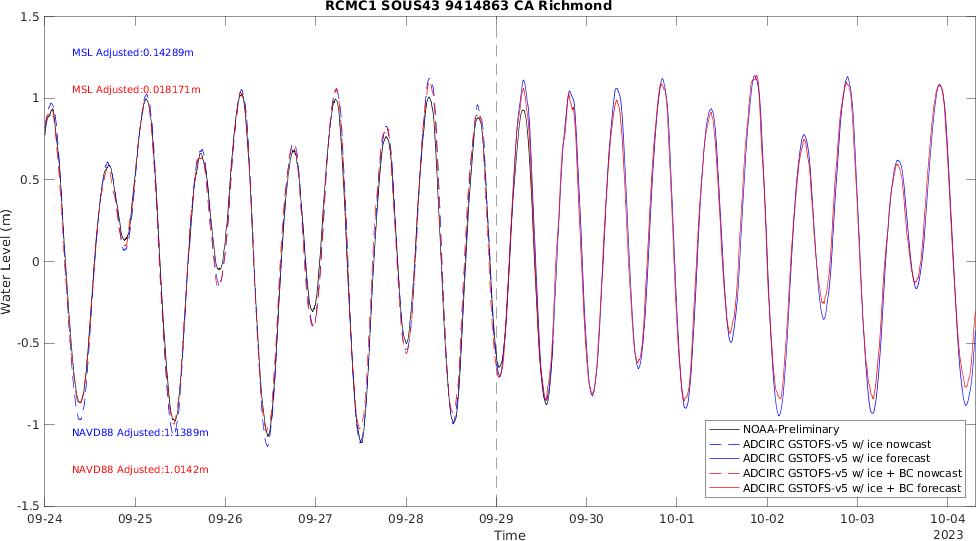 RCMC1 SOUS43 9414863 CA Richmond
1.5
MSL Adjusted:0.14289m
MSL Adjusted:0.018171m
1
0.5
0
-0.5
-1
-1.5
Water Level (m)
NAVD88 Adjusted:1.1389m
NAVD88 Adjusted:1.0142m
NOAA-Preliminary
ADCIRC GSTOFS-v5 w/ ice nowcast
ADCIRC GSTOFS-v5 w/ ice forecast
ADCIRC GSTOFS-v5 w/ ice + BC nowcast
ADCIRC GSTOFS-v5 w/ ice + BC forecast
09-24 09-25 09-26 09-27 09-28 09-29 09-30 10-01 10-02 10-03 10-04
2023
Time